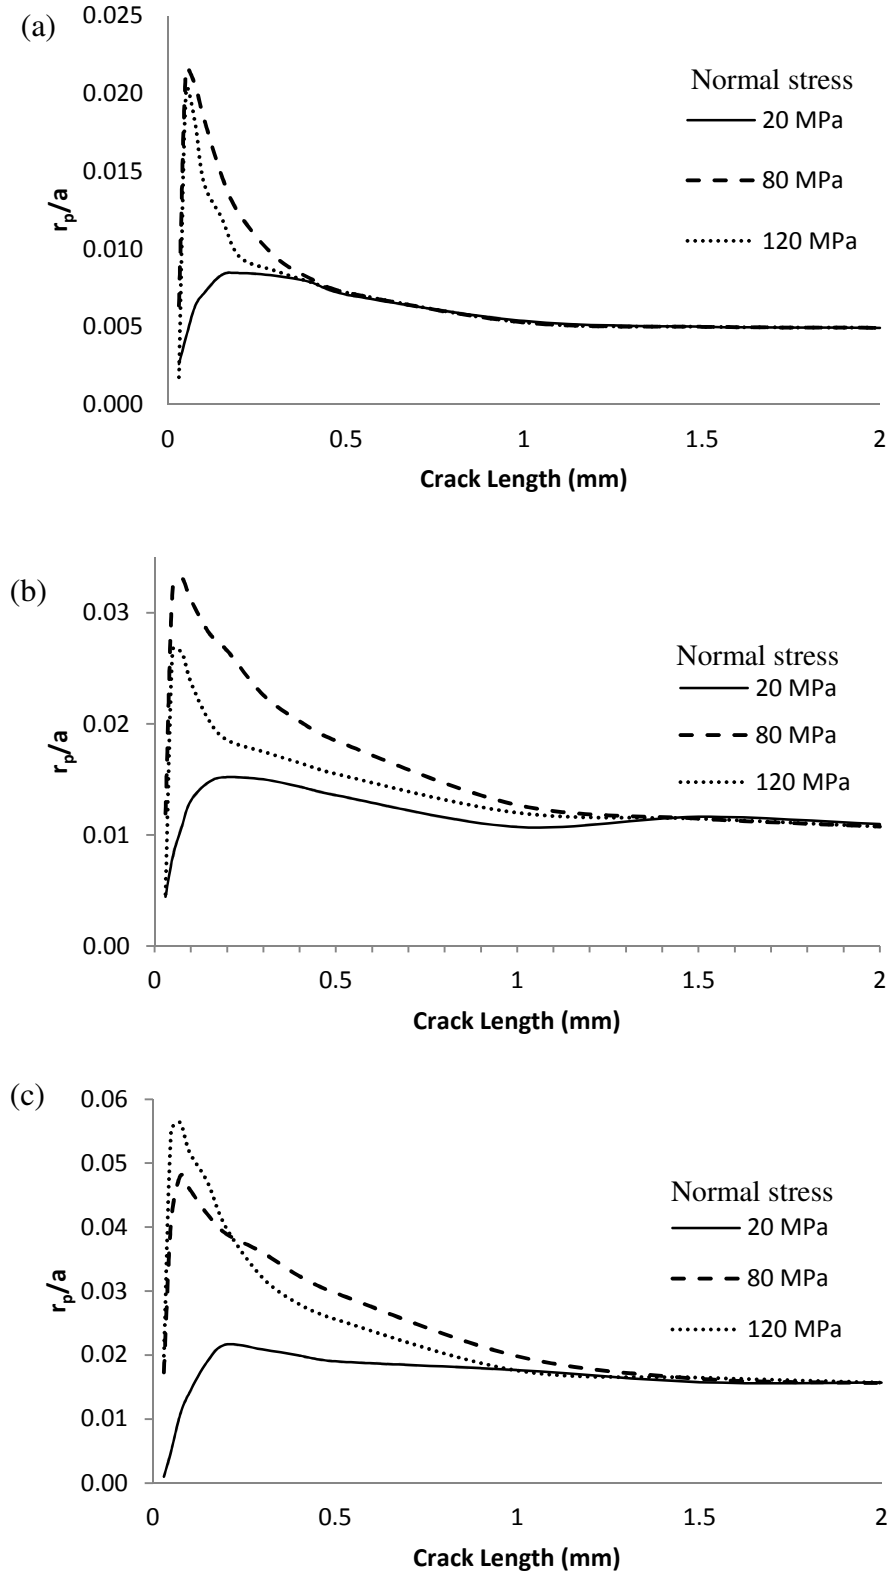 (a)
0.025
0.020
0.015
0.010
0.005
0.000
rp/a
Normal stress
20 MPa
80 MPa
120 MPa
0 0.5 1 1.5 2
Crack Length (mm)
(b)
0.03
0.02
0.01
0.00
rp/a
Normal stress
20 MPa
80 MPa
120 MPa
0 0.5 1 1.5 2
Crack Length (mm)
(c)
0.06
0.05
0.04
0.03
0.02
0.01
0.00
rp/a
Normal stress
20 MPa
80 MPa
120 MPa
0 0.5 1 1.5 2
Crack Length (mm)